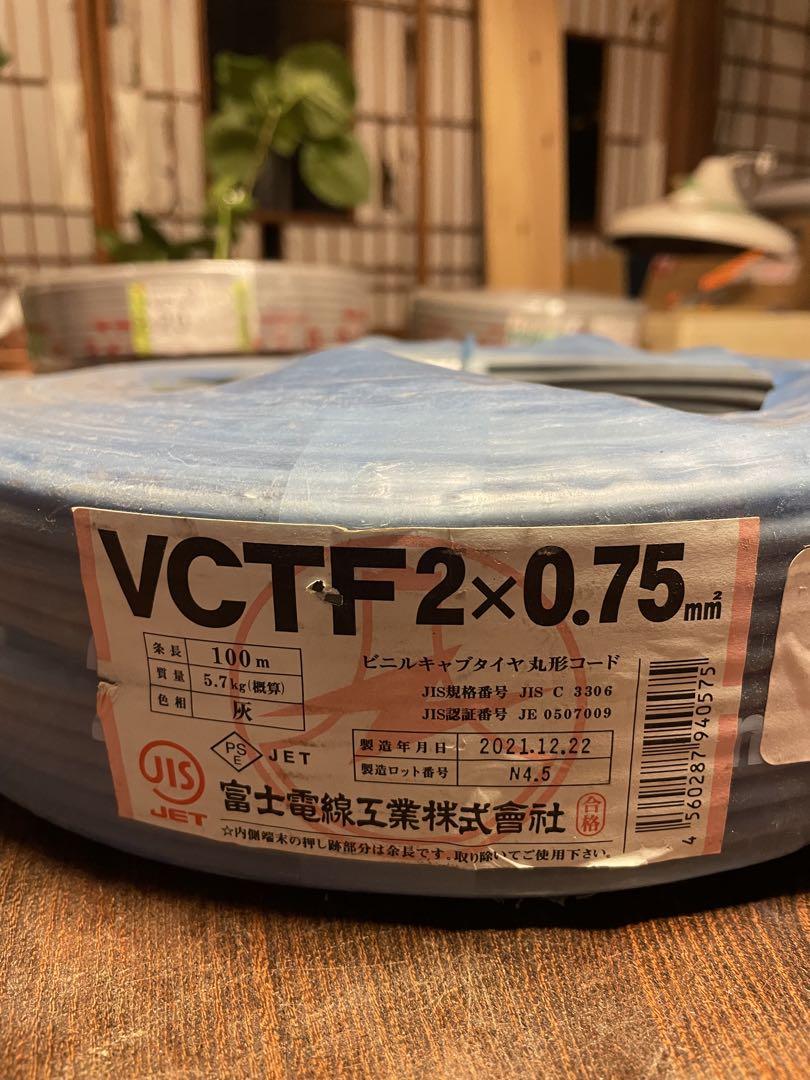 VCTF 2×0.75mm²
条長 100m
質量 5.7kg(概算)
色相 灰
ビニルキャブタイヤ丸形コード
JIS規格番号 JIS C 3306
JIS認証番号 JE 0507009
PSE JET
製造年月日 2021.12.22
製造ロット番号 N4.5
JIS
JET
富士電線工業株式會社 合格
☆内側端末の押し跡部分は余長です。取り除いてご使用下さい。
4 560287 940575